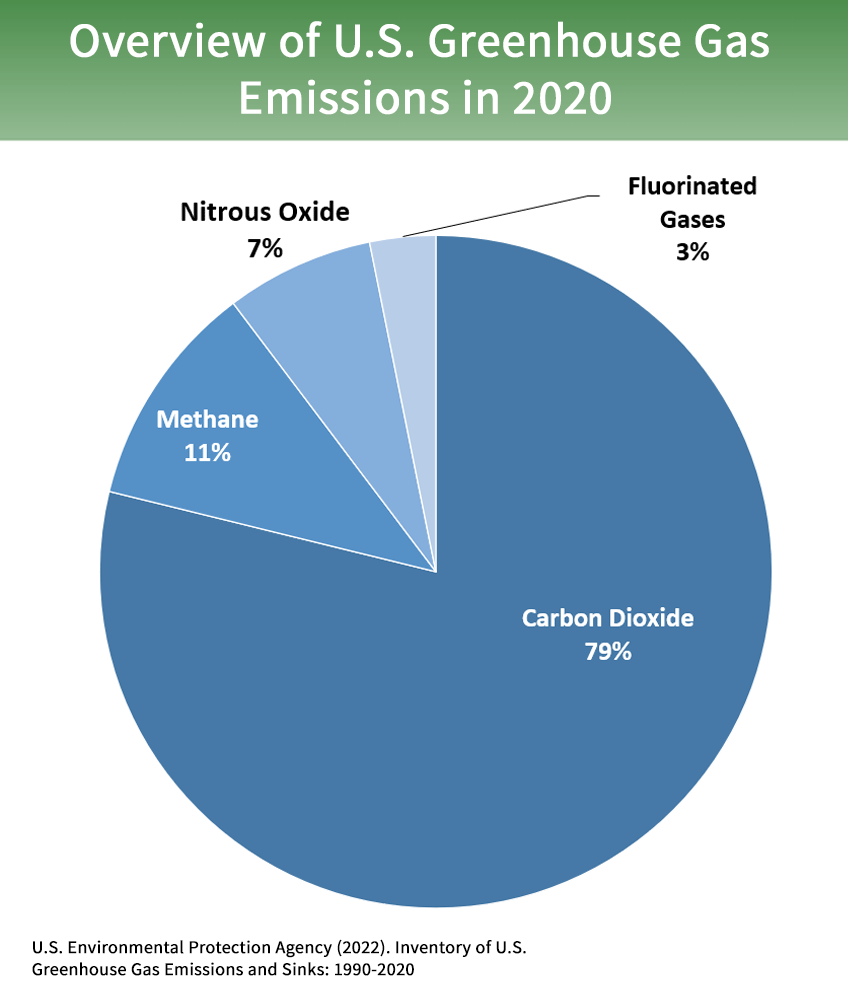 Overview of U.S. Greenhouse Gas
Emissions in 2020
Fluorinated
Gases
3%
Nitrous Oxide
7%
Methane
11%
Carbon Dioxide
79%
U.S. Environmental Protection Agency (2022). Inventory of U.S.
Greenhouse Gas Emissions and Sinks: 1990-2020